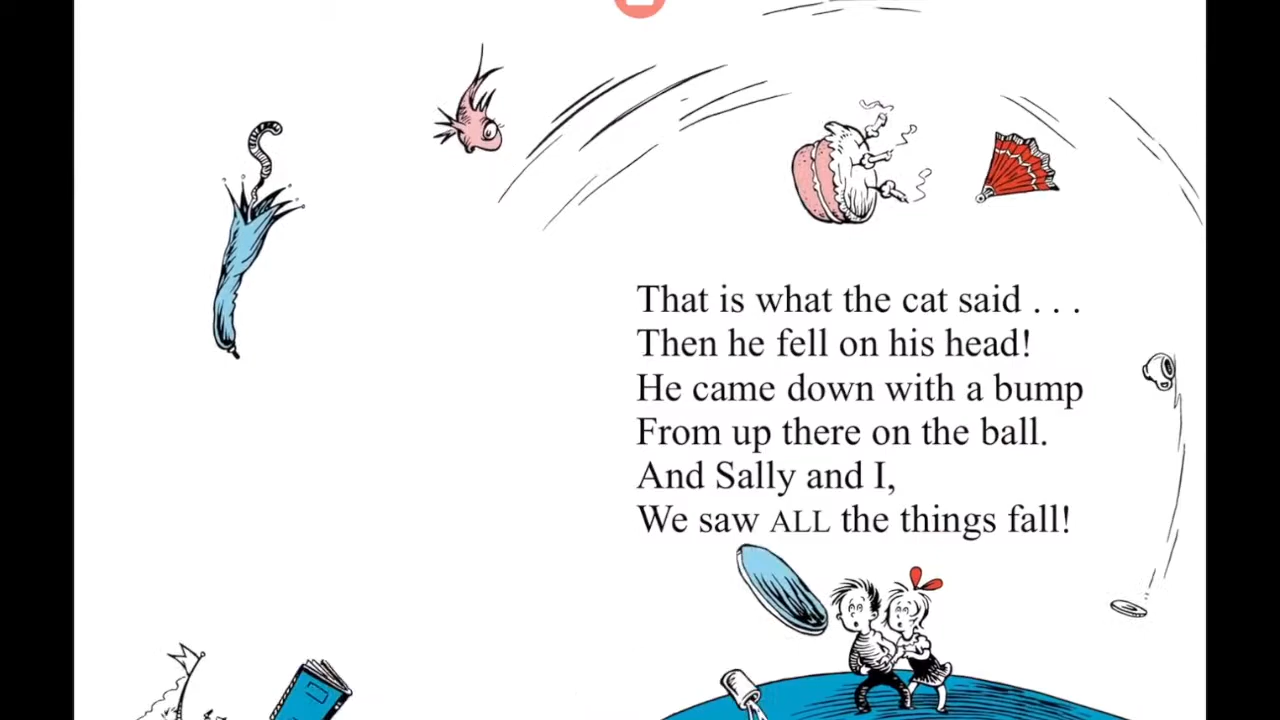 That is what the cat said . . .
Then he fell on his head!
He came down with a bump
From up there on the ball.
And Sally and I,
We saw ALL the things fall!